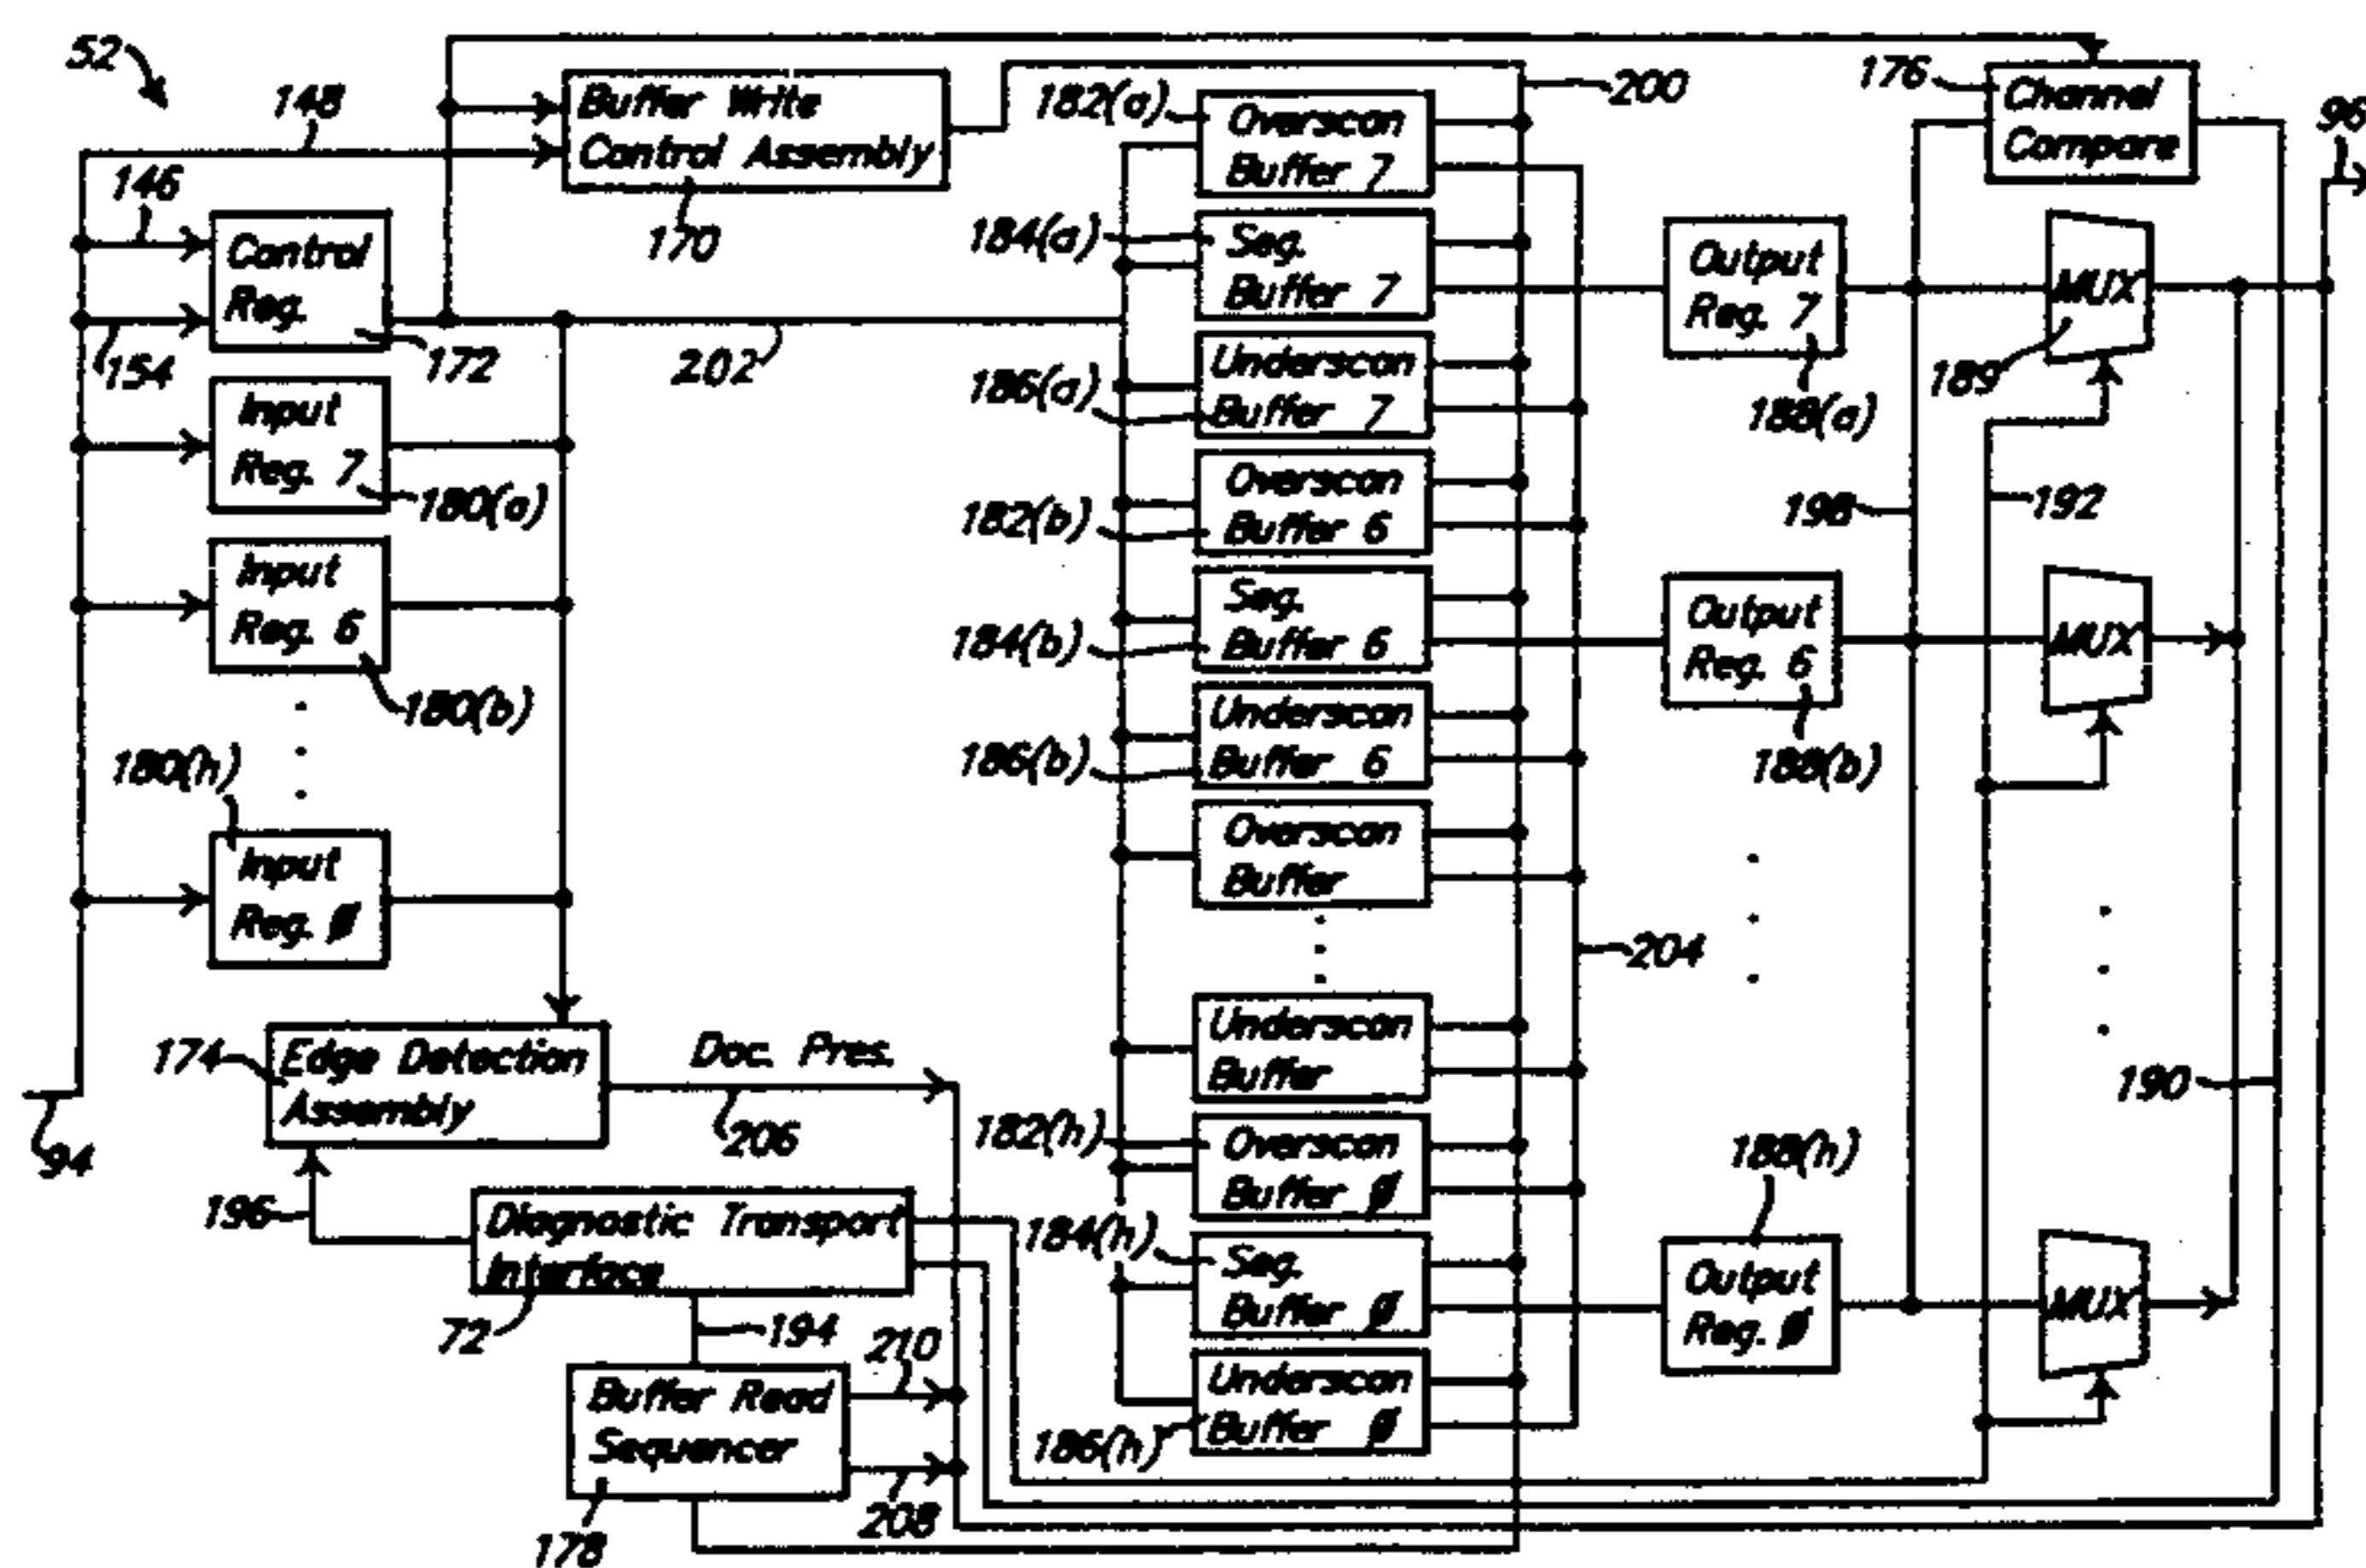 52
148
Buffer Write
Control Assembly
170
182(a)
Overscan
Buffer 7
200
176
Channel
Compare
96
146
Control
Reg.
172
154
202
184(a)
Seg.
Buffer 7
Output
Reg. 7
188(a)
MUX
189
186(a)
Underscan
Buffer 7
Input
Reg. 7
180(a)
182(b)
Overscan
Buffer 6
198
192
Input
Reg. 6
180(b)
184(b)
Seg.
Buffer 6
Output
Reg. 6
188(b)
MUX
186(b)
Underscan
Buffer 6
180(h)
Input
Reg. Ø
Overscan
Buffer
204
174
Edge Detection
Assembly
Doc. Pres.
206
Underscan
Buffer
190
94
182(h)
Overscan
Buffer Ø
188(h)
196
Diagnostic Transport
Interface
72
184(h)
Seg.
Buffer Ø
Output
Reg. Ø
MUX
194
210
Buffer Read
Sequencer
178
208
186(h)
Underscan
Buffer Ø